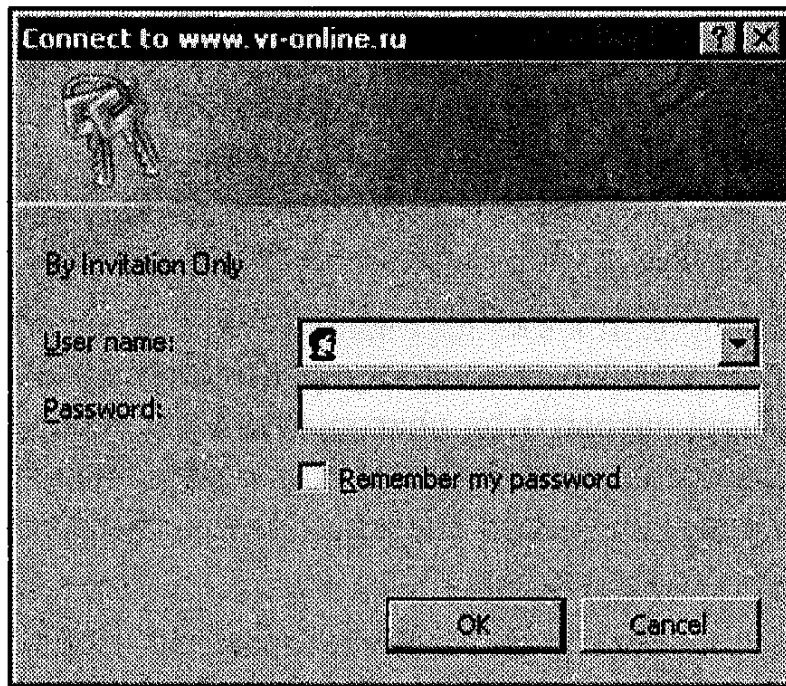 Connect to www.vr-online.ru
By Invitation Only
User name:
Password:
Remember my password
OK
Cancel